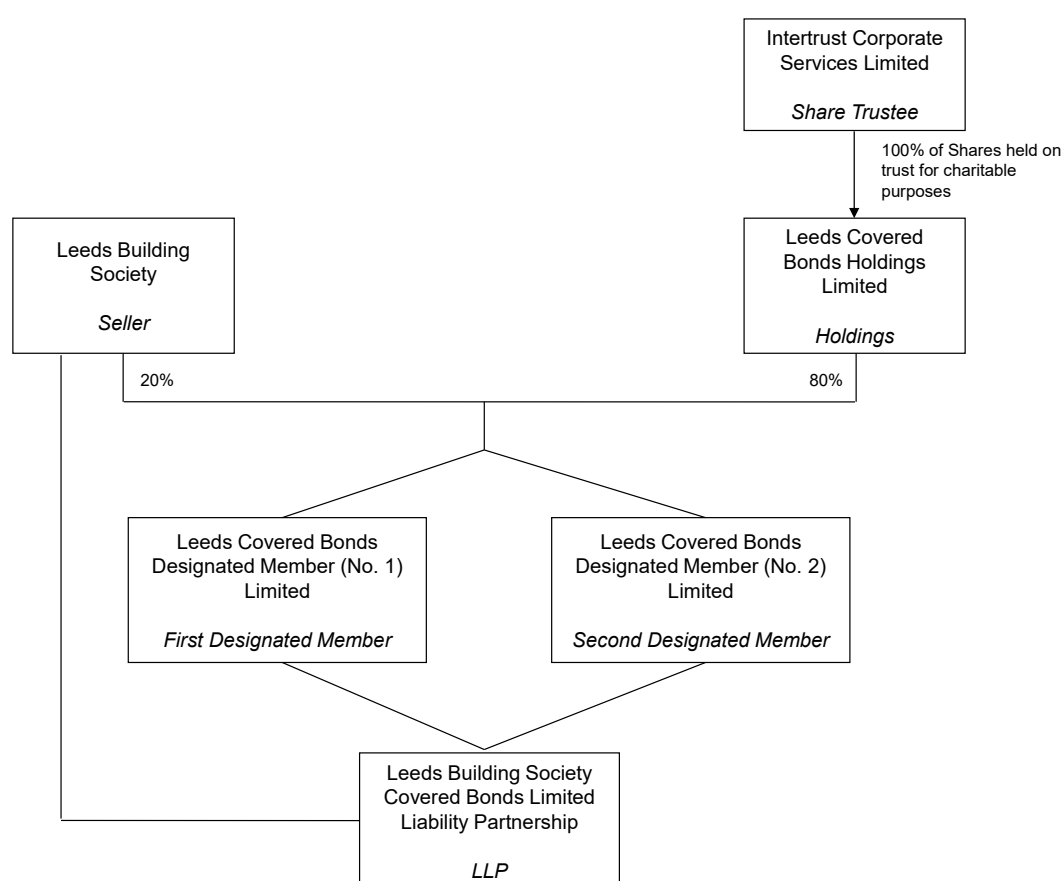 Intertrust Corporate
Services Limited
Share Trustee
100% of Shares held on
trust for charitable
purposes
Leeds Building
Society
Seller
Leeds Covered
Bonds Holdings
Limited
Holdings
20%
80%
Leeds Covered Bonds
Designated Member (No. 1)
Limited
First Designated Member
Leeds Covered Bonds
Designated Member (No. 2)
Limited
Second Designated Member
Leeds Building Society
Covered Bonds Limited
Liability Partnership
LLP